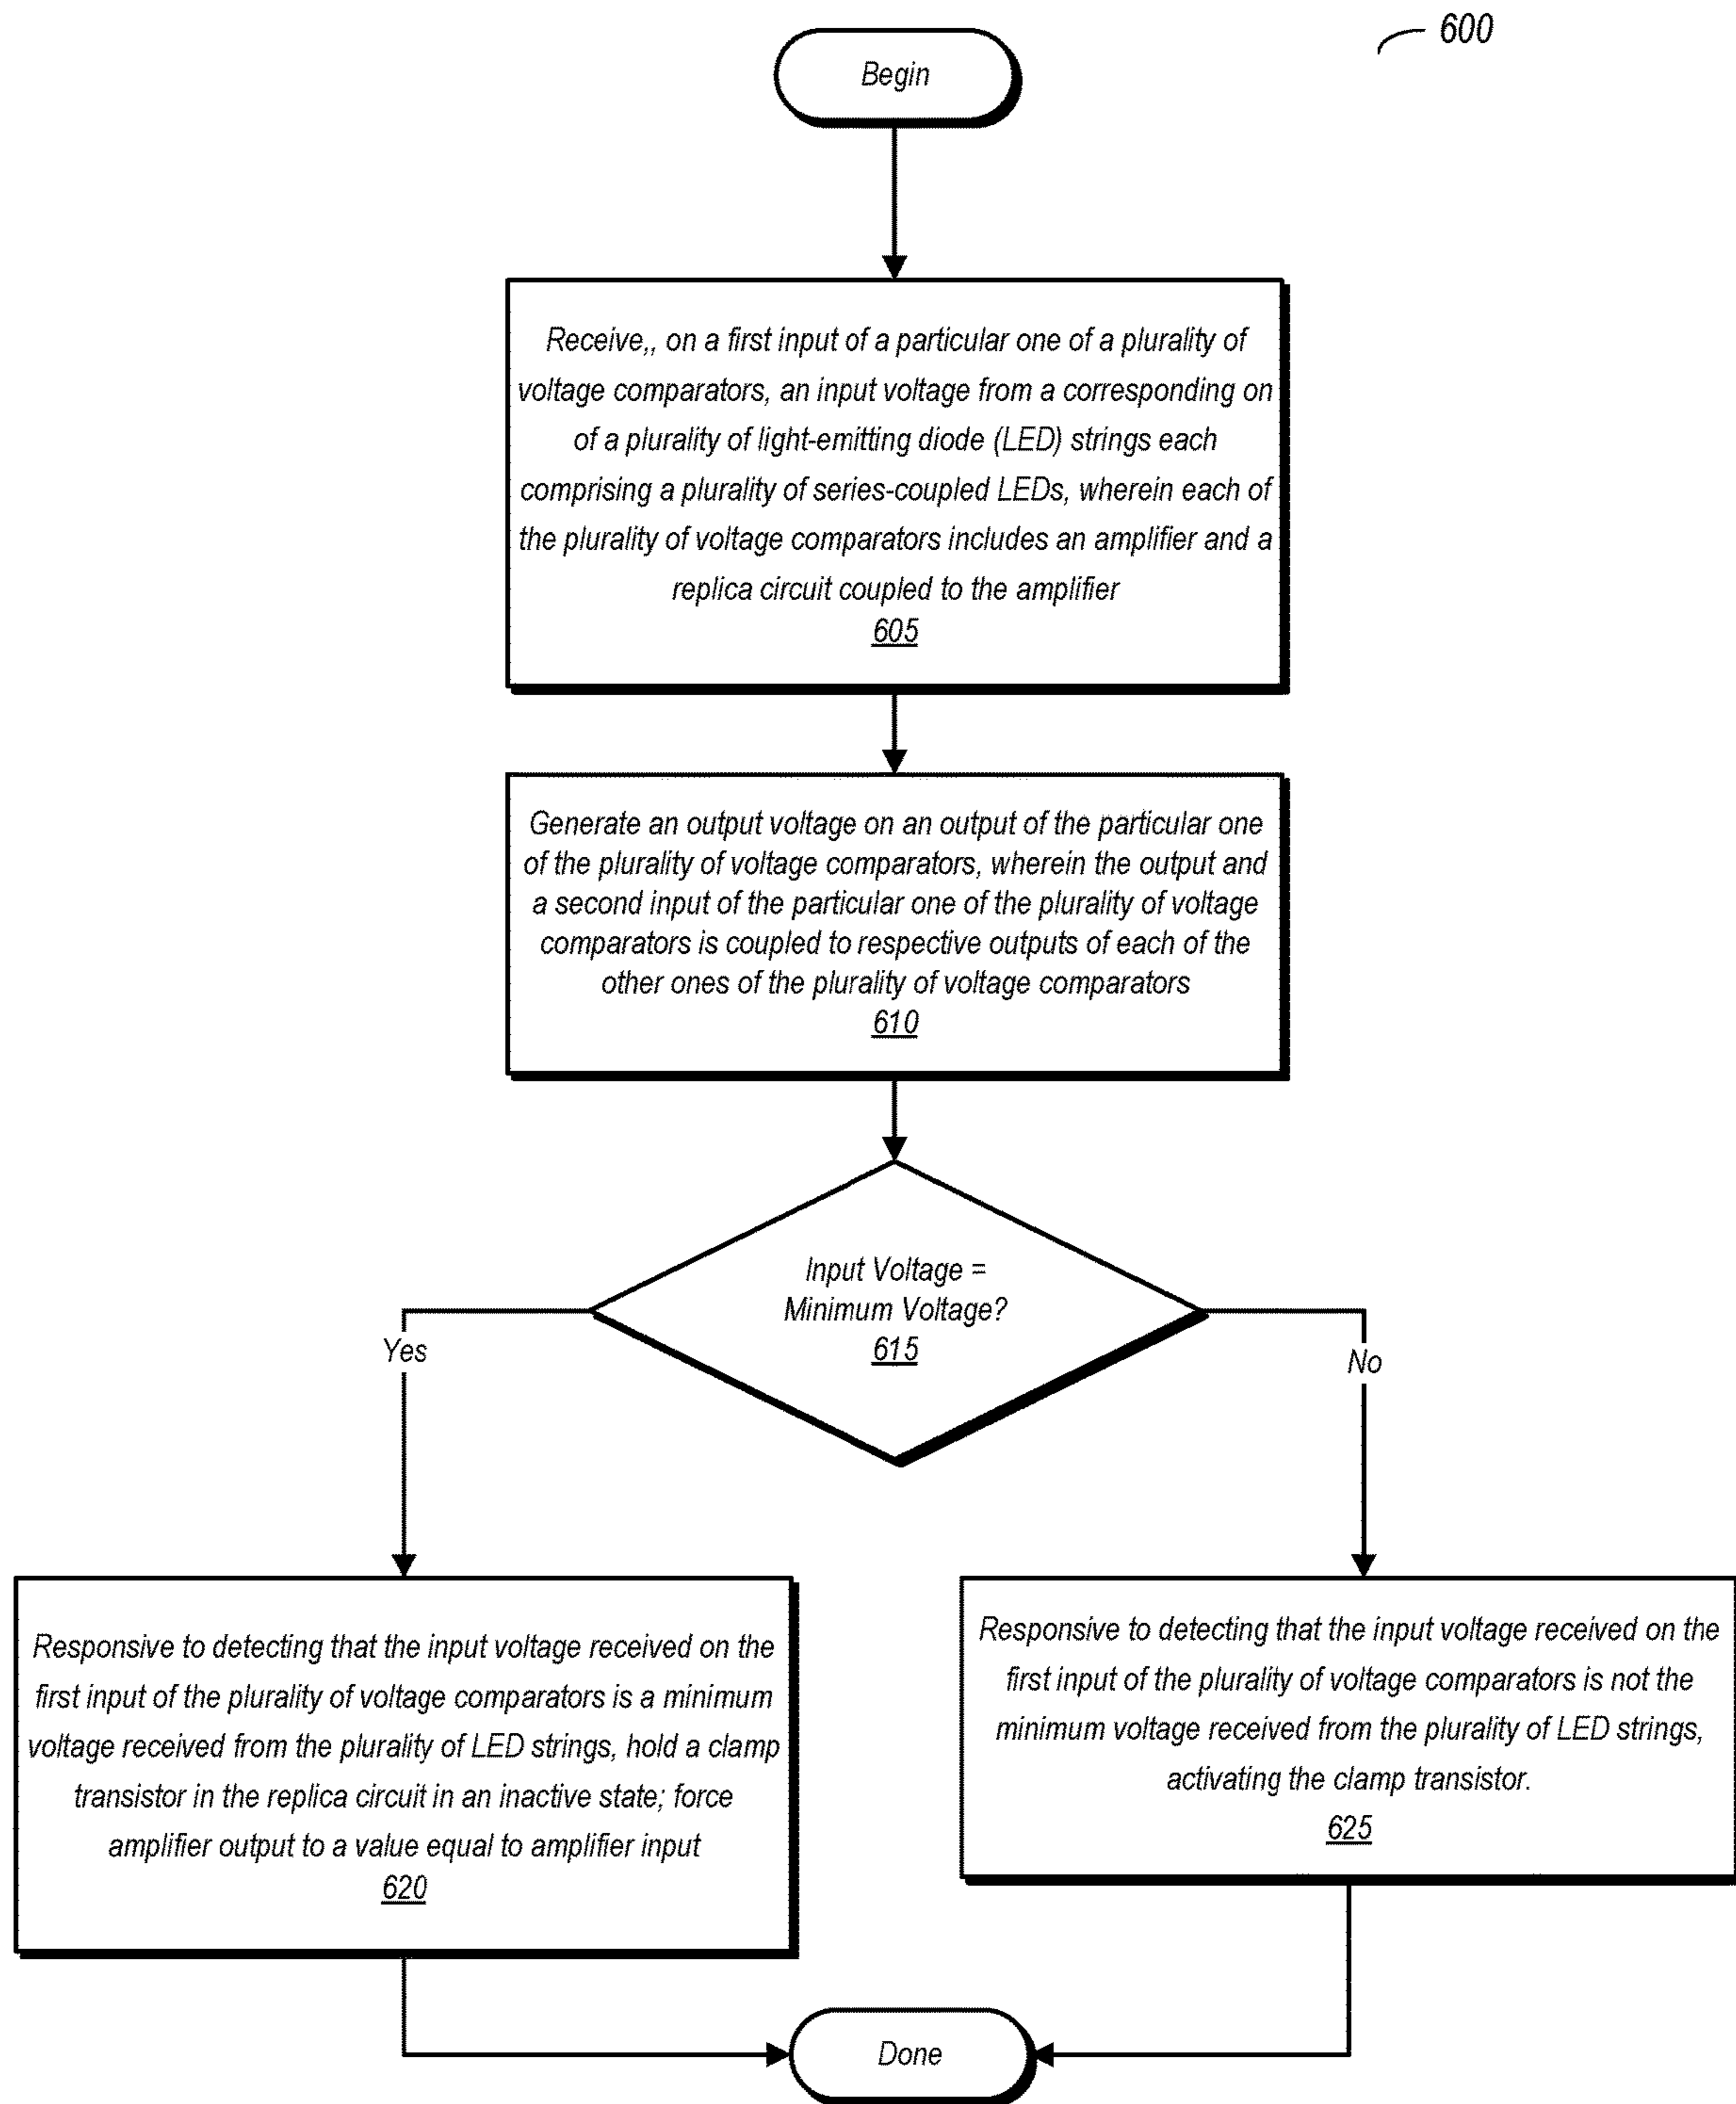 600
Begin
Receive,, on a first input of a particular one of a plurality of
voltage comparators, an input voltage from a corresponding on
of a plurality of light-emitting diode (LED) strings each
comprising a plurality of series-coupled LEDs, wherein each of
the plurality of voltage comparators includes an amplifier and a
replica circuit coupled to the amplifier
605
Generate an output voltage on an output of the particular one
of the plurality of voltage comparators, wherein the output and
a second input of the particular one of the plurality of voltage
comparators is coupled to respective outputs of each of the
other ones of the plurality of voltage comparators
610
Input Voltage =
Minimum Voltage?
615
Yes
No
Responsive to detecting that the input voltage received on the
first input of the plurality of voltage comparators is a minimum
voltage received from the plurality of LED strings, hold a clamp
transistor in the replica circuit in an inactive state; force
amplifier output to a value equal to amplifier input
620
Responsive to detecting that the input voltage received on the
first input of the plurality of voltage comparators is not the
minimum voltage received from the plurality of LED strings,
activating the clamp transistor.
625
Done